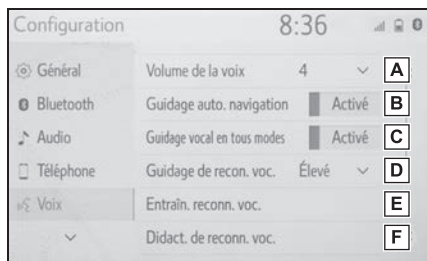 Configuration 8:36
Général
Volume de la voix 4 A
Bluetooth
Guidage auto. navigation Activé B
Audio
Guidage vocal en tous modes Activé C
Téléphone
Guidage de recon. voc. Élevé D
Voix
Entraîn. reconn. voc. E
Didact. de reconn. voc. F